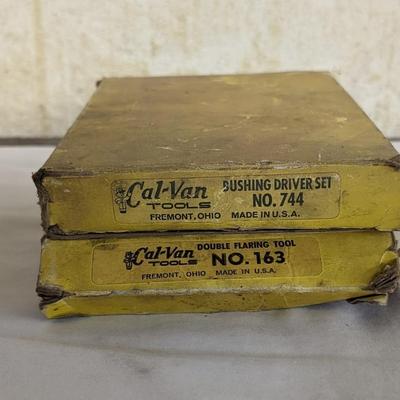 Cal-Van BUSHING DRIVER SET
TOOLS NO. 744
FREMONT, OHIO MADE IN U.S.A.
Cal-Van DOUBLE FLARING TOOL
TOOLS NO. 163
FREMONT, OHIO MADE IN U.S.A.